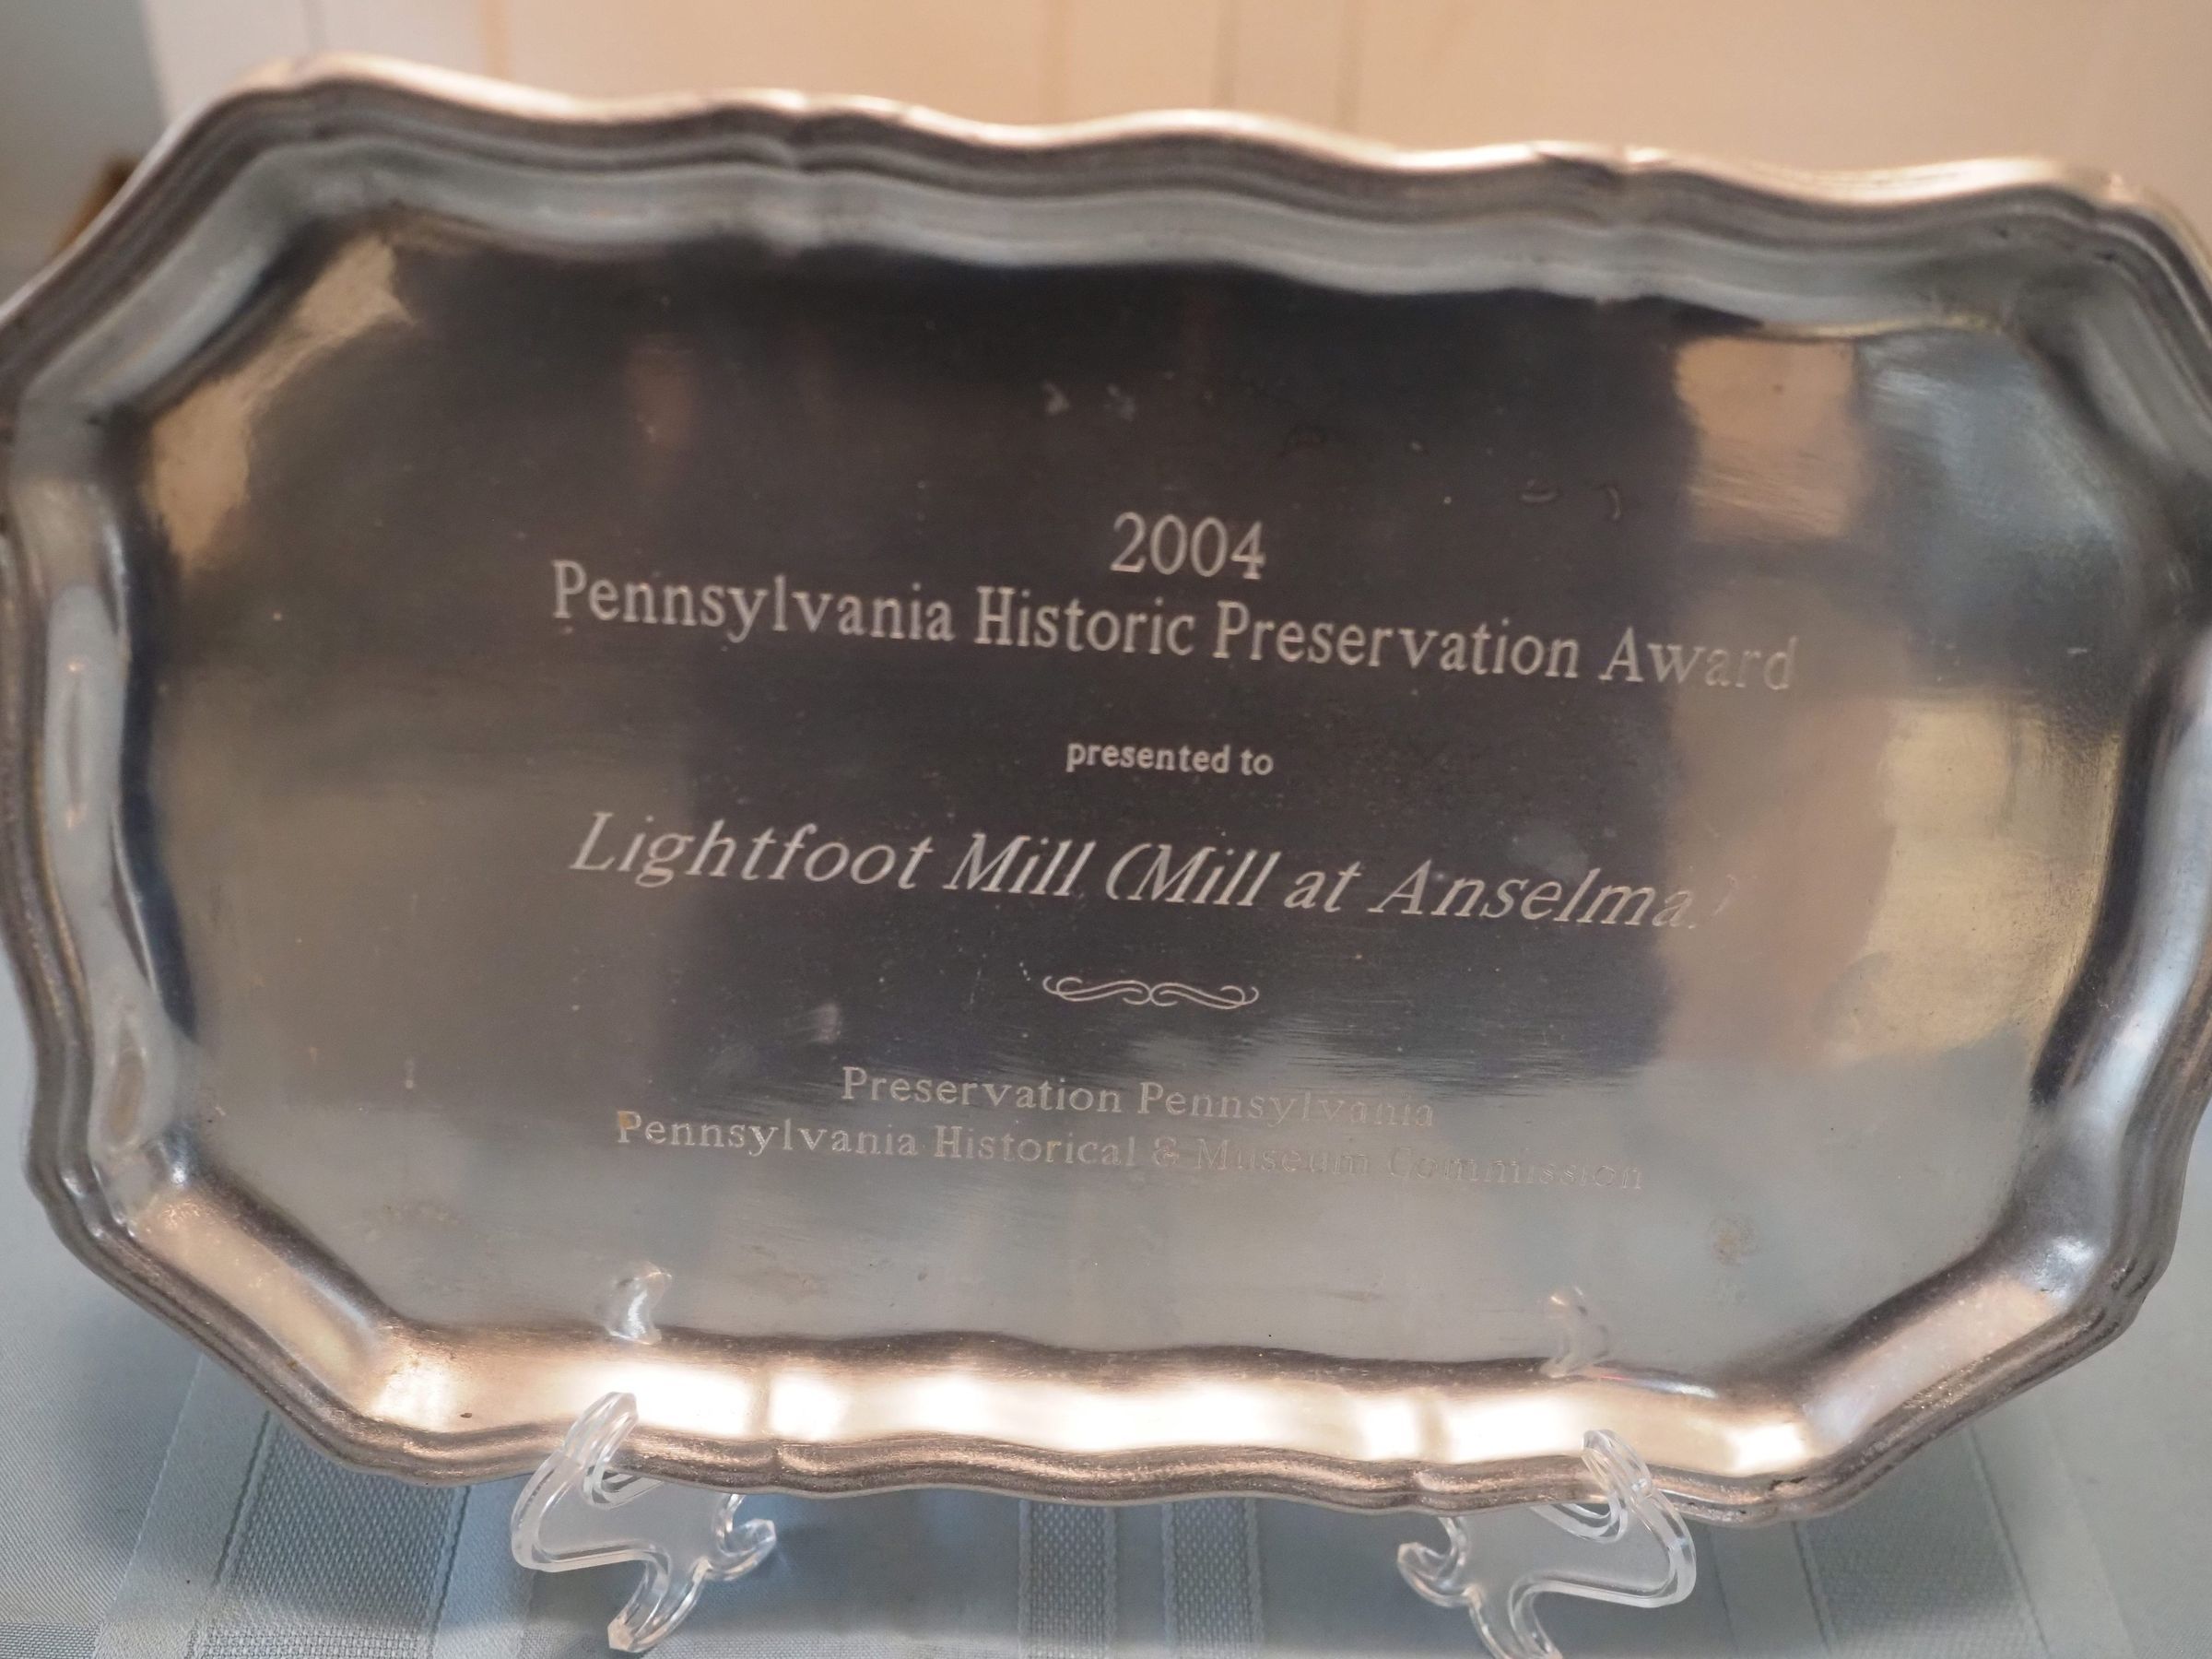 2004
Pennsylvania Historic Preservation Award
presented to
Lightfoot Mill (Mill at Anselma)
Preservation Pennsylvania
Pennsylvania Historical & Museum Commission